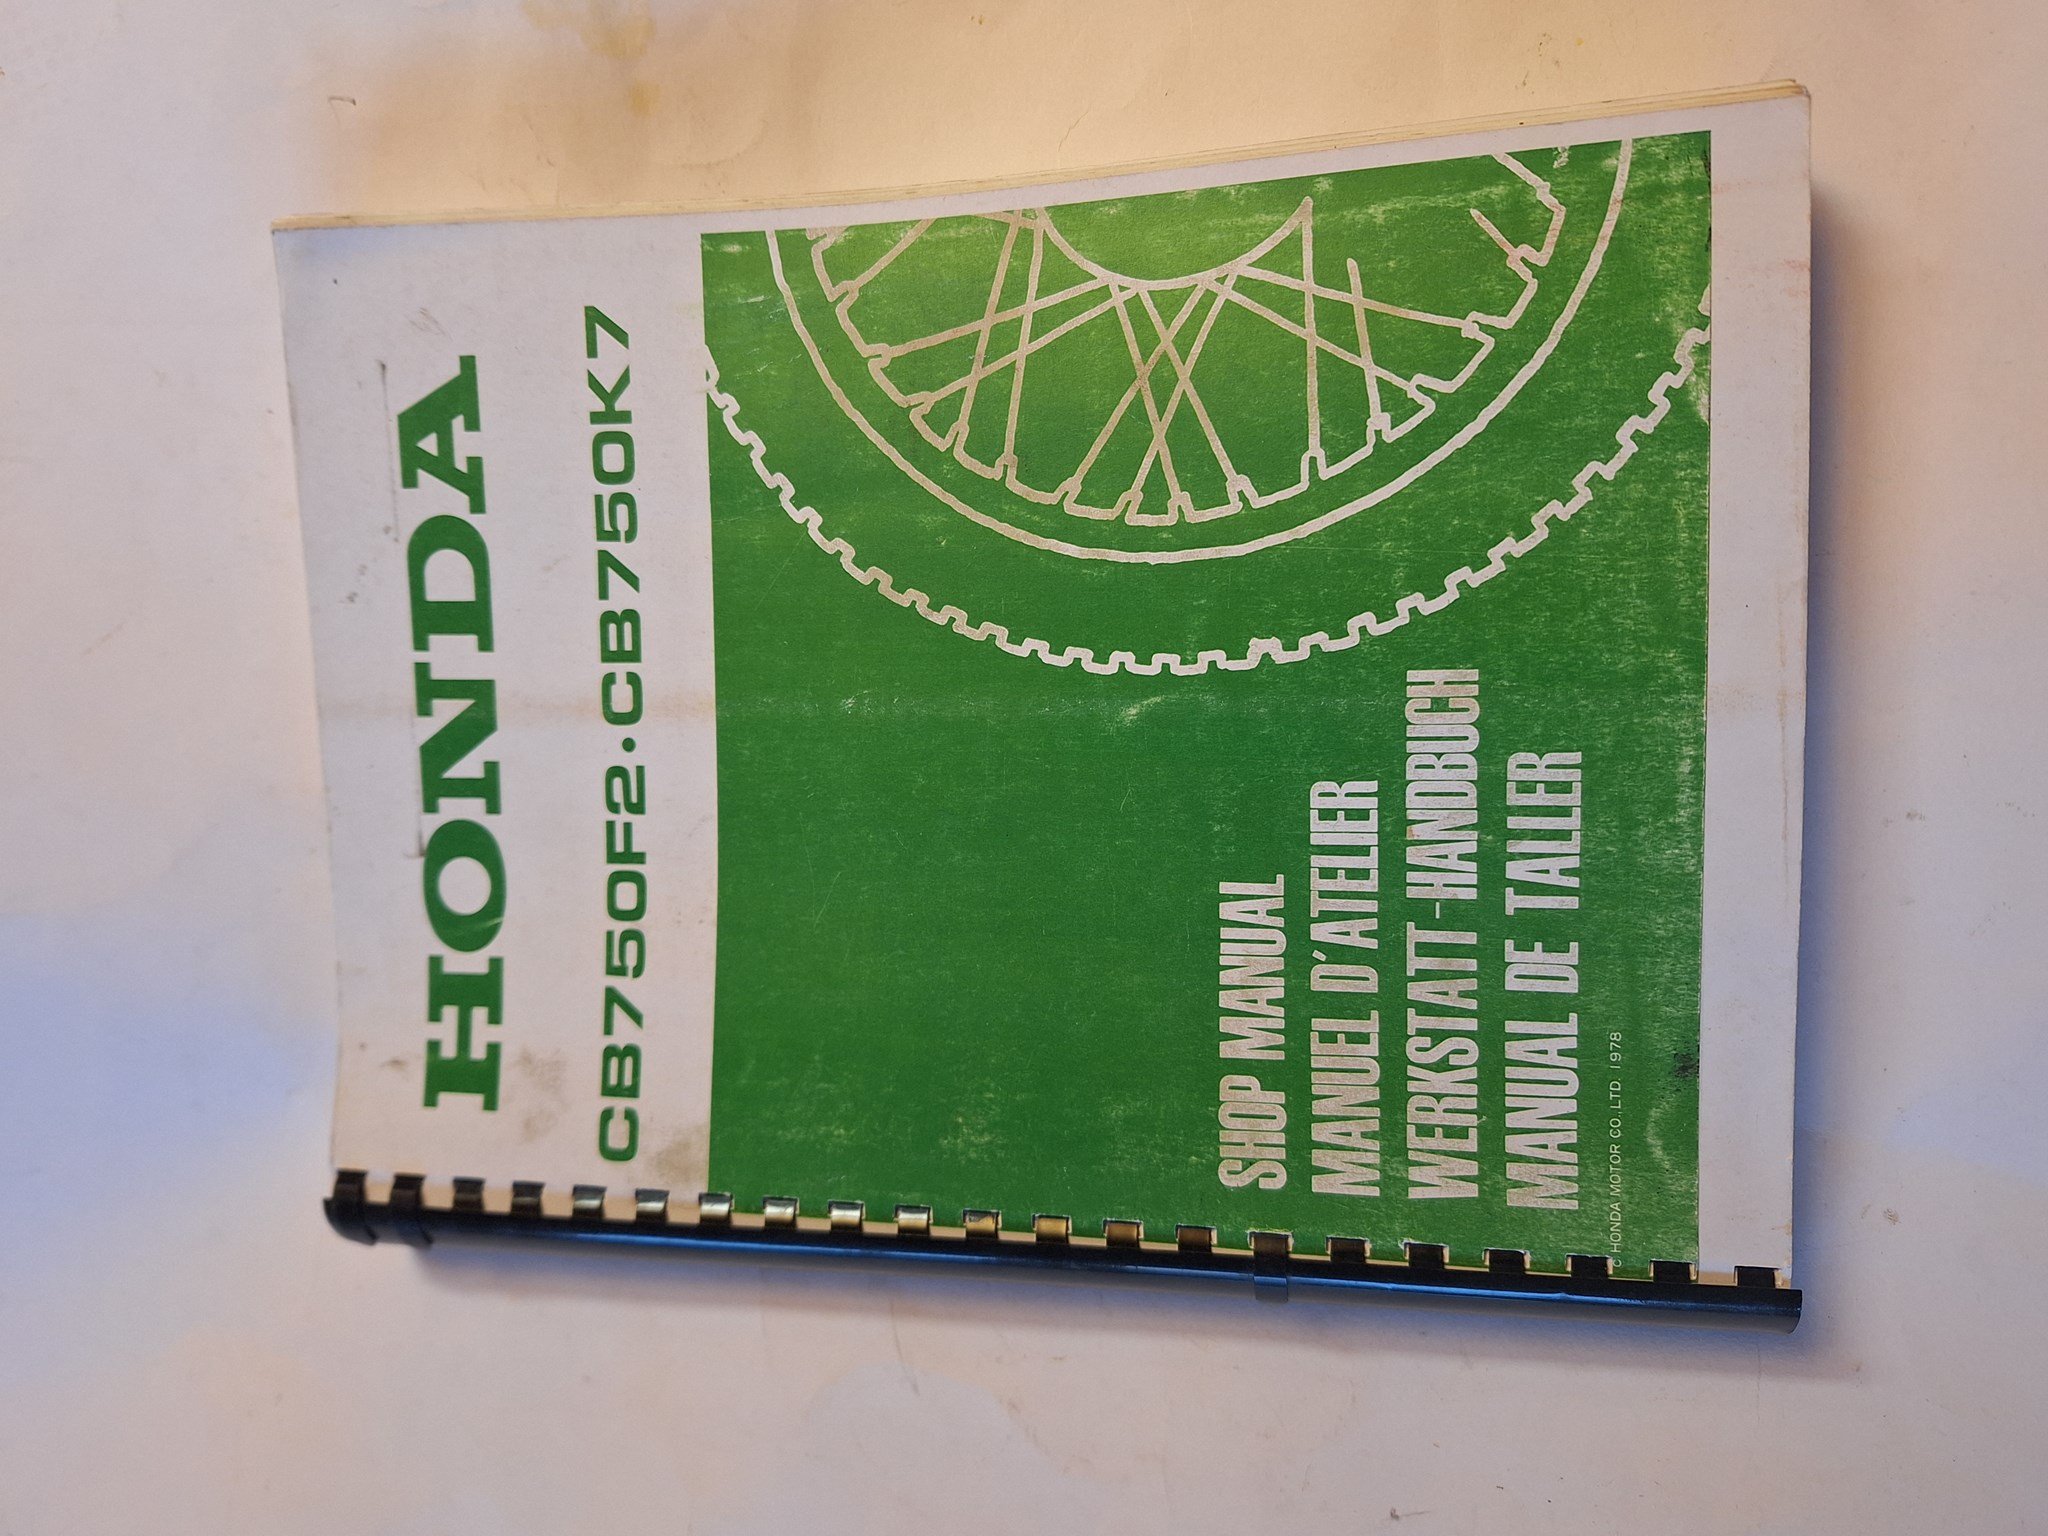 HONDA
CB750F2·CB750K7
SHOP MANUAL
MANUEL D'ATELIER
WERKSTATT-HANDBUCH
MANUAL DE TALLER
© HONDA MOTOR CO.,LTD. 1978